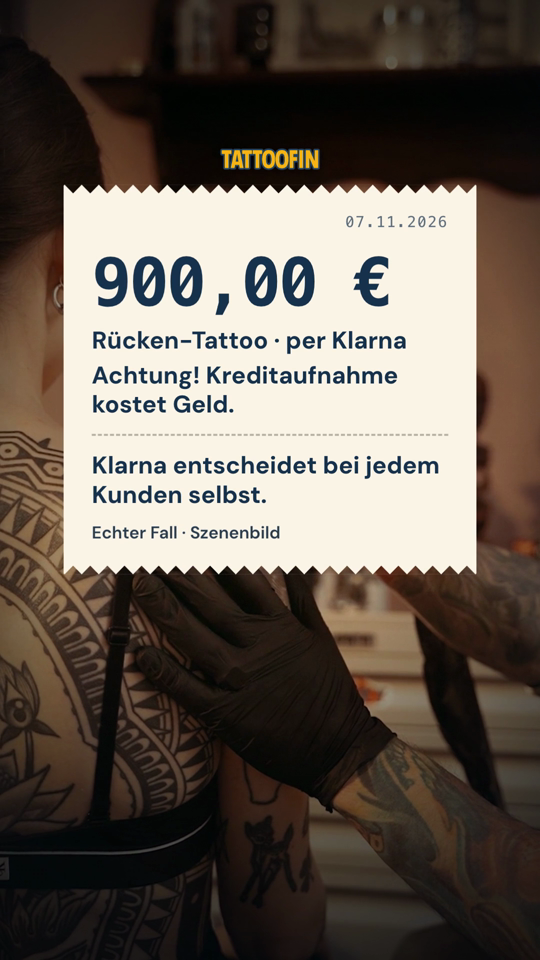 TATTOOFIN
07.11.2026
900,00 €
Rücken-Tattoo · per Klarna
Achtung! Kreditaufnahme
kostet Geld.
Klarna entscheidet bei jedem
Kunden selbst.
Echter Fall · Szenenbild